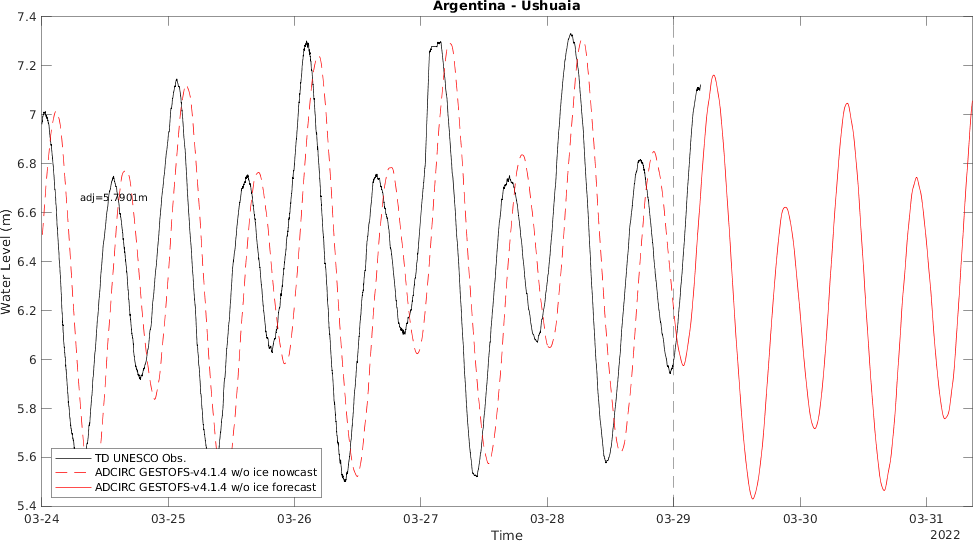 Argentina - Ushuaia
7.4
7.2
7
6.8
6.6
6.4
6.2
6
5.8
5.6
5.4
Water Level (m)
adj=5.7901m
TD UNESCO Obs.
ADCIRC GESTOFS-v4.1.4 w/o ice nowcast
ADCIRC GESTOFS-v4.1.4 w/o ice forecast
03-24
03-25
03-26
03-27
03-28
03-29
03-30
03-31
Time
2022